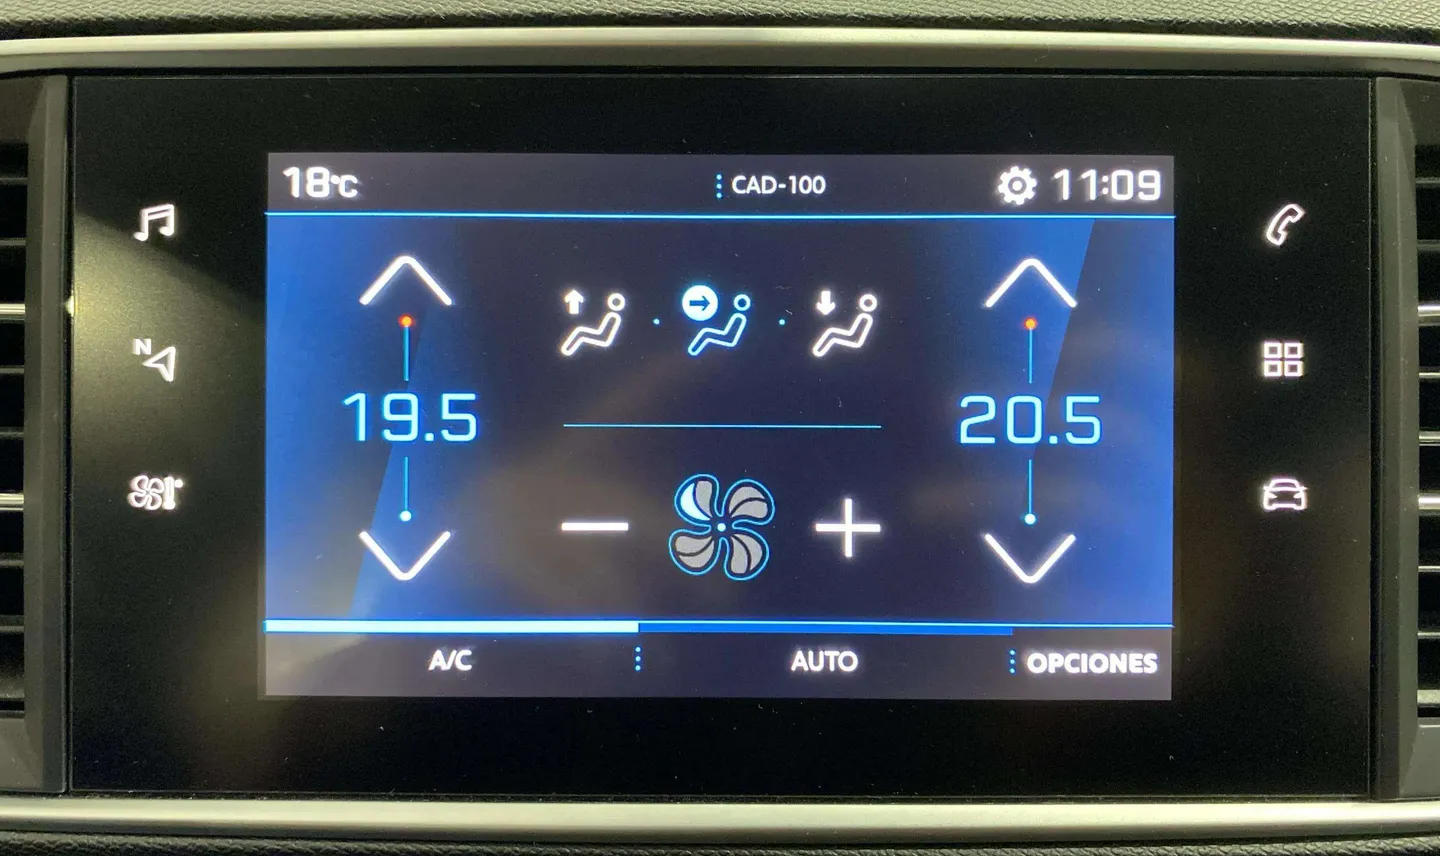 18°C
CAD-100
11:09
N
19.5
20.5
A/C
AUTO
OPCIONES